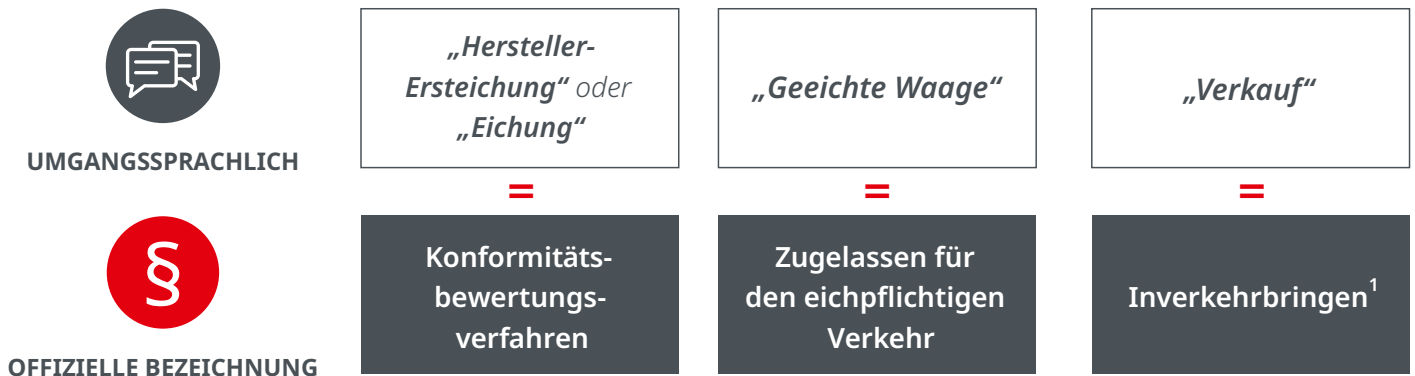 UMGANGSSPRACHLICH
„Hersteller-
Ersteichung“ oder
„Eichung“
„Geeichte Waage“
„Verkauf“
=
=
=
§
OFFIZIELLE BEZEICHNUNG
Konformitäts-
bewertungs-
verfahren
Zugelassen für
den eichpflichtigen
Verkehr
Inverkehrbringen¹